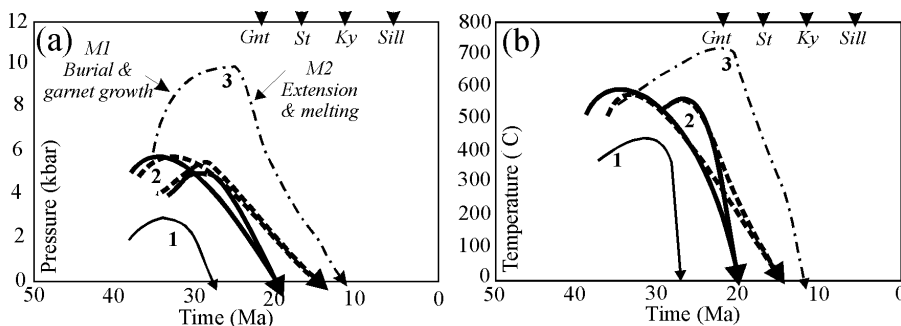 12
10
8
6
4
2
0
Pressure (kbar)
(a)
M1
Burial &
garnet growth
3
M2
Extension
& melting
2
1
Gnt St Ky Sill
50 40 30 20 10 0
Time (Ma)
800
700
600
500
400
300
200
100
0
Temperature ( C)
(b)
Gnt St Ky Sill
3
2
1
50 40 30 20 10 0
Time (Ma)